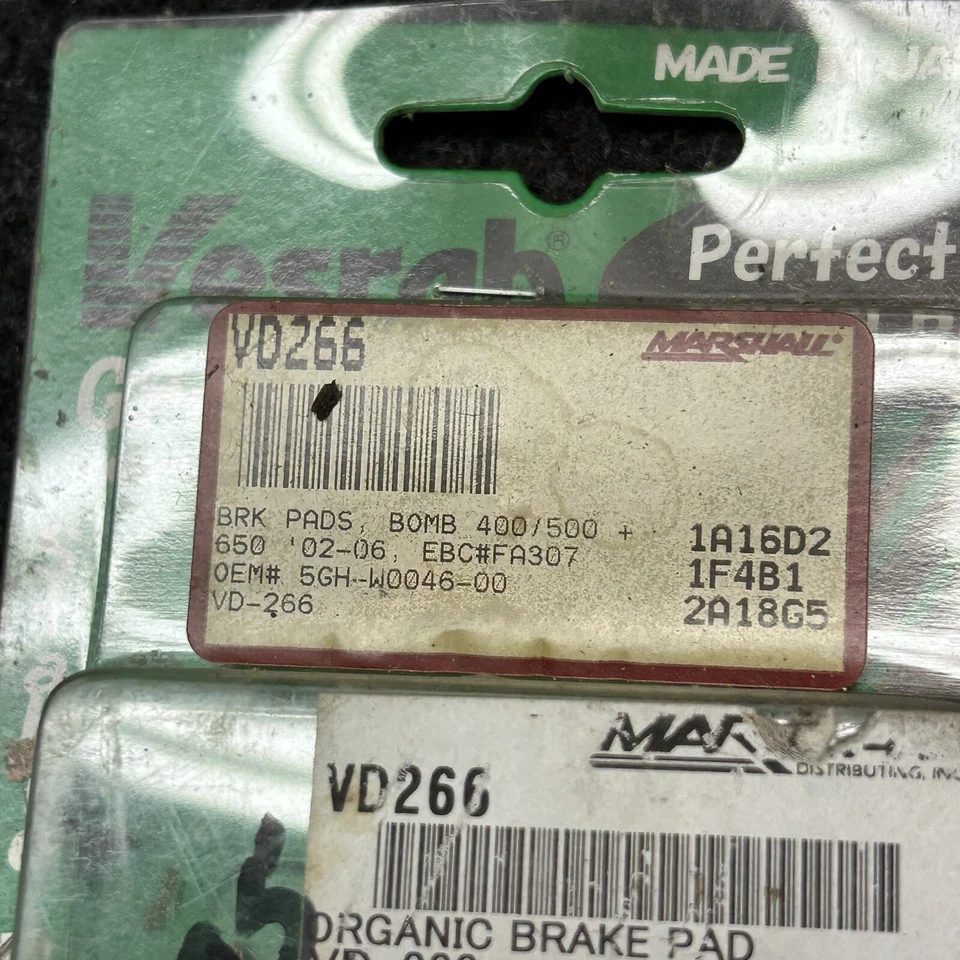 MADE
Vesrah®
Perfect
VD266
MARSHALL®
BRK PADS, BOMB 400/500 +
650 '02-06, EBC#FA307
OEM# 5GH-W0046-00
VD-266
1A16D2
1F4B1
2A18G5
DISTRIBUTING, INC
VD266
ORGANIC BRAKE PAD